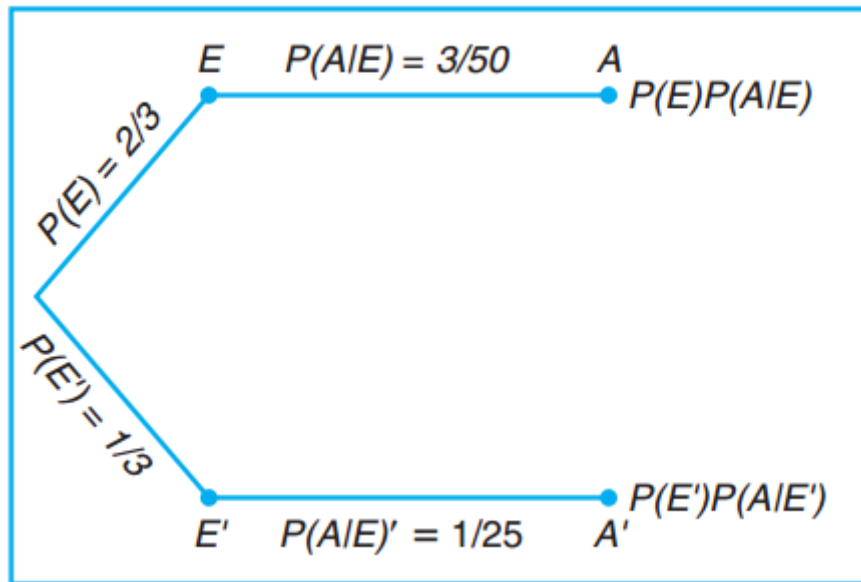 E P(A|E) = 3/50 A
P(E)P(A|E)
P(E) = 2/3
P(E') = 1/3
P(E')P(A|E')
E' P(A|E)' = 1/25 A'